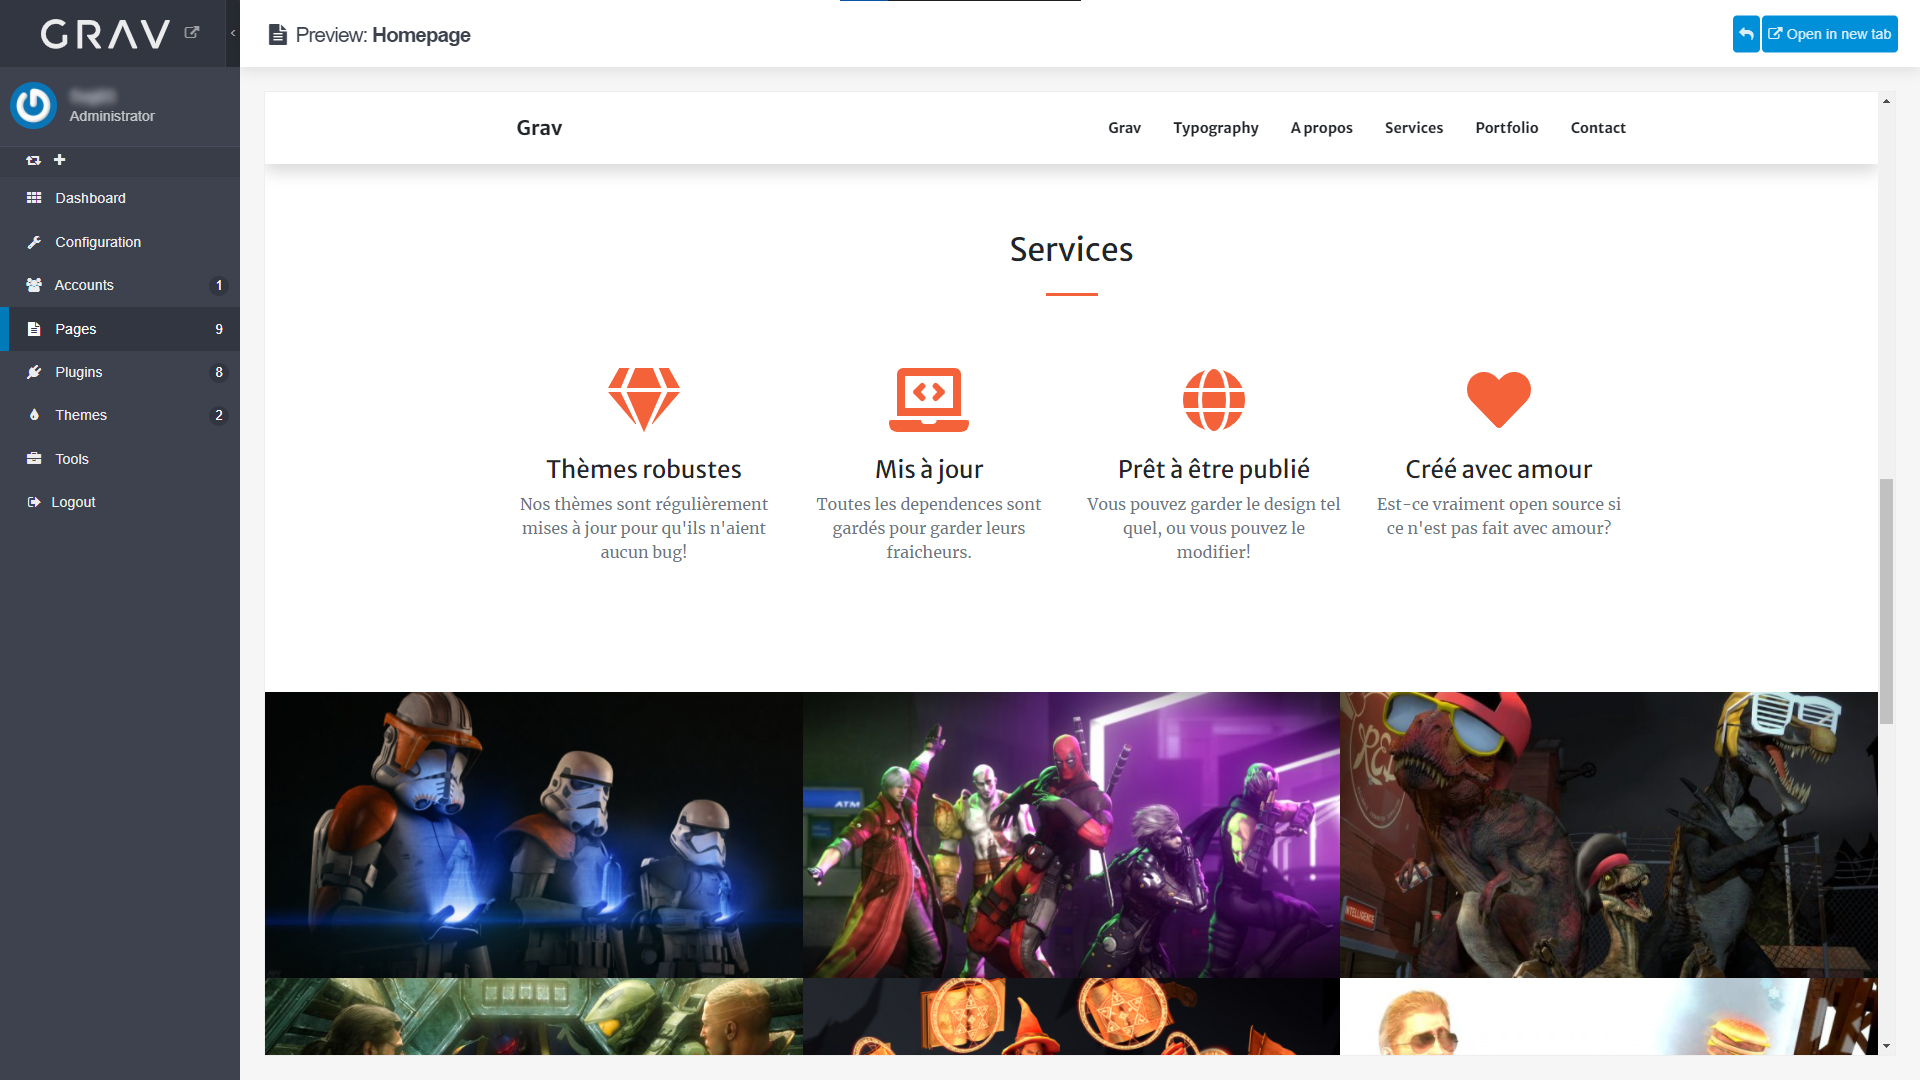 GRAV
Preview: Homepage
Open in new tab
Administrator
Dashboard
Configuration
Accounts 1
Pages 9
Plugins 8
Themes 2
Tools
Logout
Grav
Grav Typography A propos Services Portfolio Contact
Services
Thèmes robustes
Nos thèmes sont régulièrement
mises à jour pour qu'ils n'aient
aucun bug!
Mis à jour
Toutes les dependences sont
gardés pour garder leurs
fraicheurs.
Prêt à être publié
Vous pouvez garder le design tel
quel, ou vous pouvez le
modifier!
Créé avec amour
Est-ce vraiment open source si
ce n'est pas fait avec amour?
ATM
INTELLIGENCE